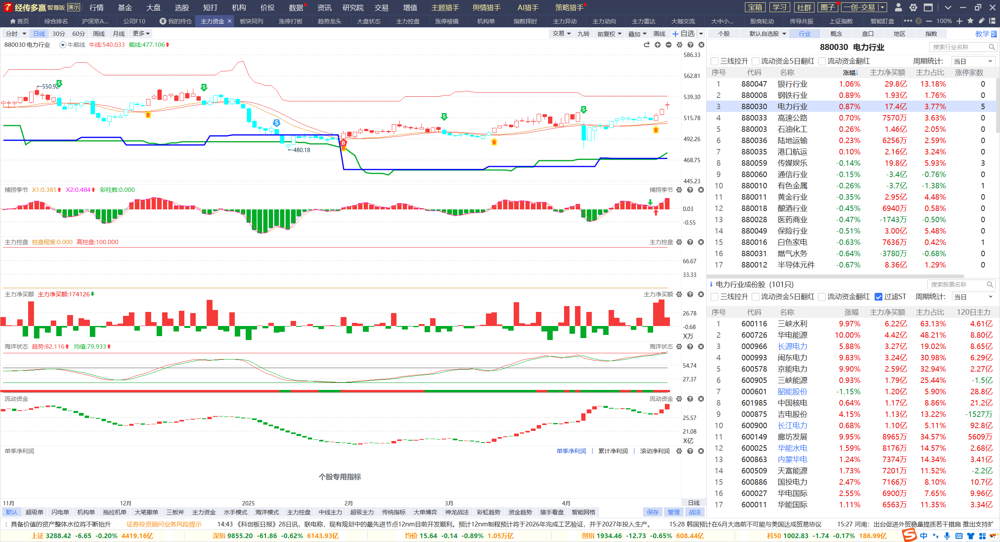 经传多赢 智尊版 演示 行情 基金 大盘 选股 短打 机构 价投 数据 资讯 研究院 交易 增值 主题猎手 舆情猎手 AI猎手 策略猎手 宝箱 学习 社群 圈子 一创-交易
首页 综合排名 沪深京A... 公司F10 我的持仓 主力资金 板块同列 涨停打板 趋势龙头 大盘状态 主力控盘 涨停棱镜 机构单 指数择时 主力异动 主力动向 主力雷达 大咖交流 大中小... 股商轮动 传导共振 上证指数 智能盯盘 100%
分时 日线 30分 60分 周线 月线 更多 交易 九转 前复权 叠加 画线 自选
880030 电力行业 牛熊线 牛线:540.033 熊线:477.106
586.33
562.81
539.30
515.78
492.26
468.75
445.23
←550.92
←480.18
S S S S S B B B B B
捕捞季节 X1:0.385 X2:0.484 彩柱数:0.000 捕捞季节
0.03
-0.55
主力控盘 控盘程度:0.000 高控盘:100.000 主力控盘
66.67
33.33
主力净买额 主力净买额:174126 主力净买额
26.78
-0.68
X万
海洋状态 趋势:82.116 均值:79.933 海洋状态
54.74
27.37
流动资金 流动资金
25.57
21.08
X亿
单季净利润 单季净利润 累计净利润 滚动净利润
个股专用指标
11月 12月 2025 2月 3月 4月 日线
默认 超级单 闪电单 机构单 拖拉机单 大笔撤单 三板斧 主力资金 水手模式 海洋模式 主力控盘 中线主力 超级主力 传统指标 大单博弈 神龙战法 彩虹趋势 资金趋势 猎手看盘 智能网格 保存 管理 战法
个股 默认自选股 行业 概念 盘口 地区 指数 教学
880030 电力行业 搜索行业名称
三线拉升 流动资金5日翻红 流动资金翻红 周期统计: 当日
序号 代码 名称 涨幅↓ 主力净买额 主力占比 涨停家数
1 880047 银行行业 1.06% 29.8亿 13.18% 0
2 880008 钢铁行业 0.89% 1.93亿 1.76% 0
3 880030 电力行业 0.87% 17.4亿 3.77% 5
4 880033 高速公路 0.70% 7570万 3.63% 0
5 880003 石油化工 0.26% 1.46亿 2.05% 0
6 880036 陆地运输 0.23% 6256万 2.59% 0
7 880035 港口航运 0.10% 2.16亿 3.24% 0
8 880059 传媒娱乐 -0.14% 19.8亿 5.93% 3
9 880060 通信行业 -0.15% -3.4亿 -0.76% 0
10 880010 有色金属 -0.26% -3.7亿 -1.38% 1
11 880011 黄金行业 -0.35% 2.95亿 4.48% 0
12 880018 酿酒行业 -0.45% 6940万 0.58% 0
13 880028 医药商业 -0.47% -1743万 -0.50% 0
14 880049 保险行业 -0.51% 3.00亿 5.48% 0
15 880016 白色家电 -0.63% 7636万 0.42% 1
16 880031 燃气水务 -0.64% -3780万 -0.68% 0
17 880012 半导体元件 -0.67% 8.36亿 1.29% 0
电力行业成份股 (101只) 搜索股票名称
三线拉升 流动资金5日翻红 流动资金翻红 过滤ST 周期统计: 当日
序号 代码 名称 涨幅 主力净买额 主力占比 120日主力
1 600116 三峡水利 9.97% 6.22亿 63.13% 4.61亿
2 600726 华电能源 10.00% 4.42亿 48.21% 8.80亿
3 000966 长源电力 5.88% 3.27亿 19.02% 8.65亿
4 000993 闽东电力 9.83% 3.24亿 30.98% 6.29亿
5 600578 京能电力 9.90% 2.59亿 32.94% 2.27亿
6 600905 三峡能源 0.93% 1.79亿 25.44% -1.5亿
7 000601 韶能股份 -1.15% 1.20亿 5.90% 28.8亿
8 601985 中国核电 0.64% 1.17亿 8.86% 21.2亿
9 000875 吉电股份 4.15% 1.13亿 13.22% -1527万
10 600900 长江电力 0.68% 1.10亿 5.11% 92.8亿
11 600149 廊坊发展 9.95% 8965万 34.57% 5609万
12 600025 华能水电 1.59% 8176万 14.57% 2.68亿
13 600863 内蒙华电 1.24% 7374万 14.34% 3.41亿
14 600509 天富能源 1.73% 7201万 11.52% -2.2亿
15 600886 国投电力 2.47% 7166万 8.10% 10.7亿
16 600027 华电国际 2.55% 6900万 7.65% 9.96亿
17 600011 华能国际 1.11% 6563万 11.35% 3.34亿
：具备价值的资产整体水位将不断抬升 证券投资顾问业务风险提示 14:43 《科创板日报》28日讯，联电称，现有规划中的最先进节点12nm目前开发顺利。预计12nm制程预计将于2026年完成工艺验证，并于2027年投入生产。 15:28 韩国预计在6月大选前不可能与美国达成贸易协议 15:27 河南：出台促进外贸稳量提质若干措施 推出支持扩
上证 3288.42 -6.65 -0.20% 4419.16亿 深指 9855.20 -61.86 -0.62% 6143.93亿 均价 15.64 -0.14 -0.89% 1.05万亿 创指 1934.46 -12.73 -0.65% 608.44亿 科50 1002.83 -1.74 -0.17% 186.99亿 中